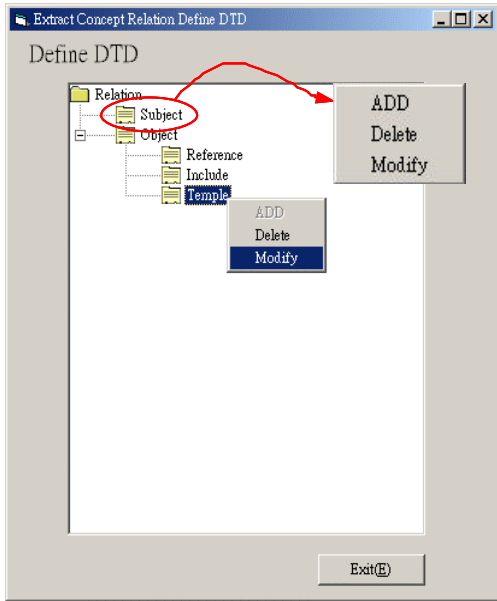 Extract Concept Relation Define DTD
Define DTD
Relation
Subject
Object
Reference
Include
Temple
ADD
Delete
Modify
ADD
Delete
Modify
Exit(E)